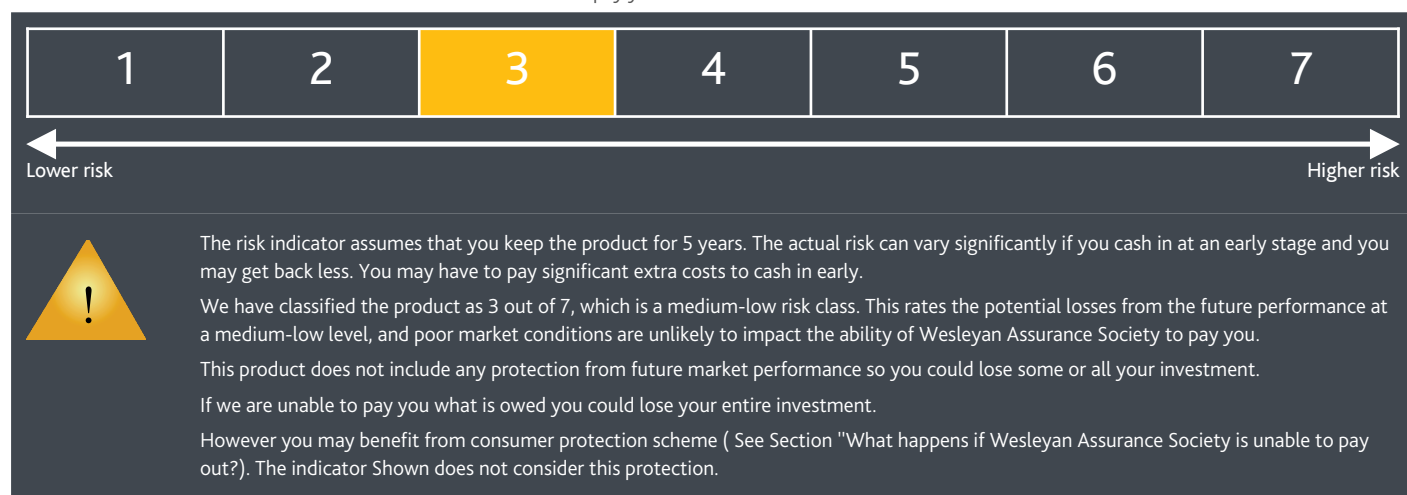 1 2 3 4 5 6 7
Lower risk Higher risk
!
The risk indicator assumes that you keep the product for 5 years. The actual risk can vary significantly if you cash in at an early stage and you
may get back less. You may have to pay significant extra costs to cash in early.
We have classified the product as 3 out of 7, which is a medium-low risk class. This rates the potential losses from the future performance at
a medium-low level, and poor market conditions are unlikely to impact the ability of Wesleyan Assurance Society to pay you.
This product does not include any protection from future market performance so you could lose some or all your investment.
If we are unable to pay you what is owed you could lose your entire investment.
However you may benefit from consumer protection scheme ( See Section "What happens if Wesleyan Assurance Society is unable to pay
out?). The indicator Shown does not consider this protection.